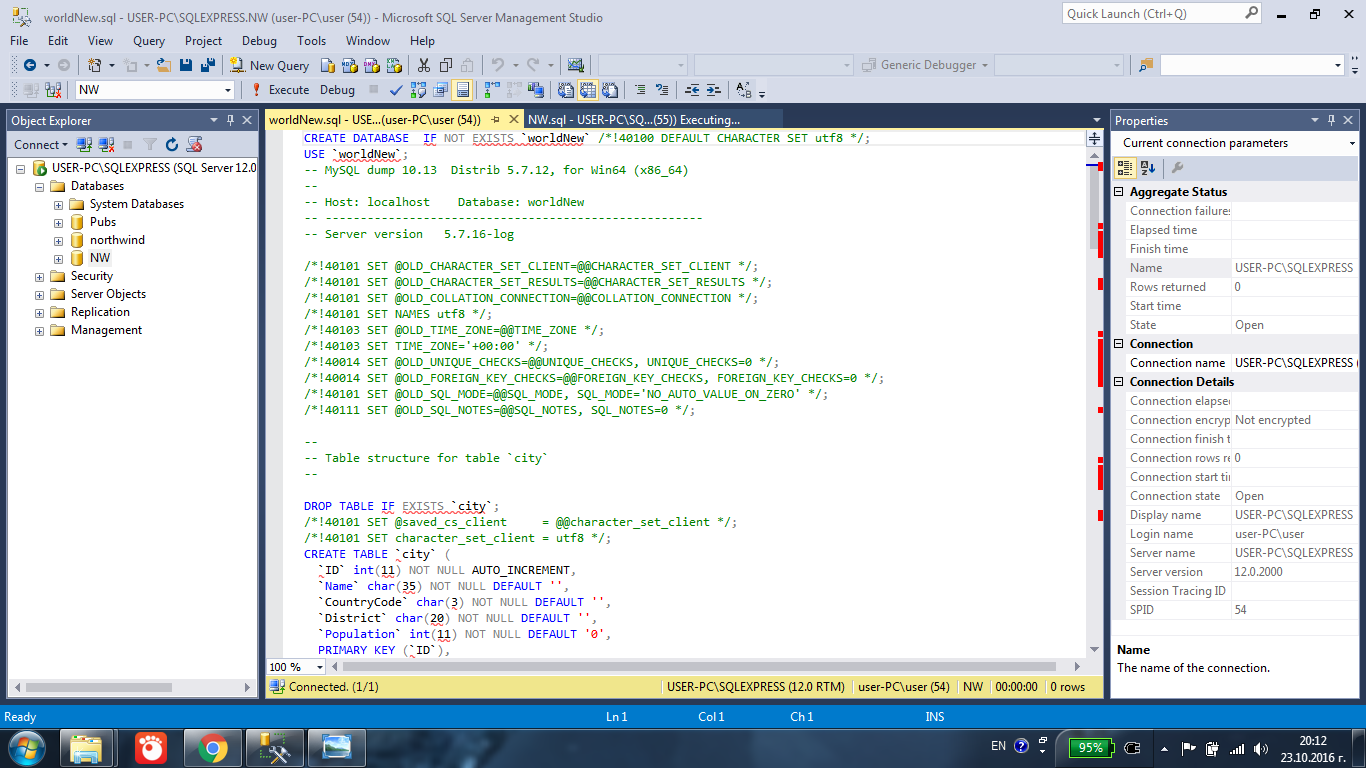 worldNew.sql - USER-PC\SQLEXPRESS.NW (user-PC\user (54)) - Microsoft SQL Server Management Studio
Quick Launch (Ctrl+Q)
File Edit View Query Project Debug Tools Window Help
New Query
Generic Debugger
NW
Execute Debug
Object Explorer
Connect
USER-PC\SQLEXPRESS (SQL Server 12.0
Databases
System Databases
Pubs
northwind
NW
Security
Server Objects
Replication
Management
worldNew.sql - USE...(user-PC\user (54)) NW.sql - USER-PC\SQ...(55)) Executing...
CREATE DATABASE  IF NOT EXISTS `worldNew` /*!40100 DEFAULT CHARACTER SET utf8 */;
USE `worldNew`;
-- MySQL dump 10.13  Distrib 5.7.12, for Win64 (x86_64)
--
-- Host: localhost    Database: worldNew
-- ------------------------------------------------------
-- Server version   5.7.16-log
/*!40101 SET @OLD_CHARACTER_SET_CLIENT=@@CHARACTER_SET_CLIENT */;
/*!40101 SET @OLD_CHARACTER_SET_RESULTS=@@CHARACTER_SET_RESULTS */;
/*!40101 SET @OLD_COLLATION_CONNECTION=@@COLLATION_CONNECTION */;
/*!40101 SET NAMES utf8 */;
/*!40103 SET @OLD_TIME_ZONE=@@TIME_ZONE */;
/*!40103 SET TIME_ZONE='+00:00' */;
/*!40014 SET @OLD_UNIQUE_CHECKS=@@UNIQUE_CHECKS, UNIQUE_CHECKS=0 */;
/*!40014 SET @OLD_FOREIGN_KEY_CHECKS=@@FOREIGN_KEY_CHECKS, FOREIGN_KEY_CHECKS=0 */;
/*!40101 SET @OLD_SQL_MODE=@@SQL_MODE, SQL_MODE='NO_AUTO_VALUE_ON_ZERO' */;
/*!40111 SET @OLD_SQL_NOTES=@@SQL_NOTES, SQL_NOTES=0 */;
--
-- Table structure for table `city`
--
DROP TABLE IF EXISTS `city`;
/*!40101 SET @saved_cs_client     = @@character_set_client */;
/*!40101 SET character_set_client = utf8 */;
CREATE TABLE `city` (
`ID` int(11) NOT NULL AUTO_INCREMENT,
`Name` char(35) NOT NULL DEFAULT '',
`CountryCode` char(3) NOT NULL DEFAULT '',
`District` char(20) NOT NULL DEFAULT '',
`Population` int(11) NOT NULL DEFAULT '0',
PRIMARY KEY (`ID`),
100 %
Connected. (1/1) USER-PC\SQLEXPRESS (12.0 RTM) user-PC\user (54) NW 00:00:00 0 rows
Properties
Current connection parameters
Aggregate Status
Connection failures
Elapsed time
Finish time
Name USER-PC\SQLEXPRESS
Rows returned 0
Start time
State Open
Connection
Connection name USER-PC\SQLEXPRESS (
Connection Details
Connection elapse
Connection encryp Not encrypted
Connection finish t
Connection rows re 0
Connection start ti
Connection state Open
Display name USER-PC\SQLEXPRESS
Login name user-PC\user
Server name USER-PC\SQLEXPRESS
Server version 12.0.2000
Session Tracing ID
SPID 54
Name
The name of the connection.
Ready Ln 1 Col 1 Ch 1 INS
EN 95% 20:12
23.10.2016 г.